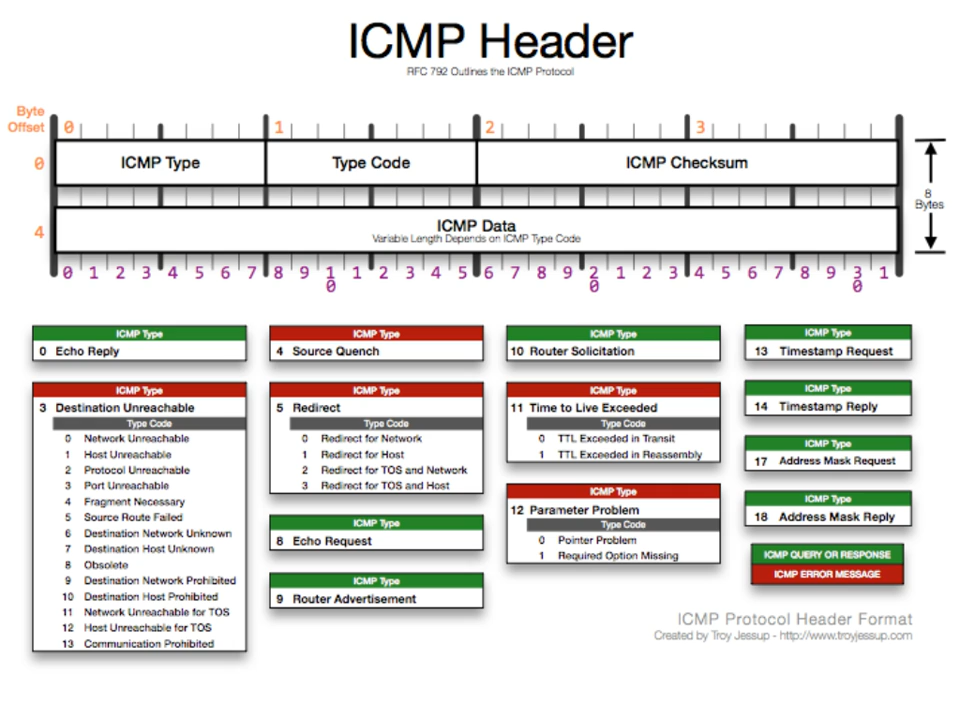 ICMP Header
RFC 792 Outlines the ICMP Protocol
Byte
Offset
0 1 2 3
0 ICMP Type Type Code ICMP Checksum
8
Bytes
4 ICMP Data
Variable Length Depends on ICMP Type Code
0 1 2 3 4 5 6 7 8 9 10 1 2 3 4 5 6 7 8 9 20 1 2 3 4 5 6 7 8 9 30 1
ICMP Type
0 Echo Reply
ICMP Type
3 Destination Unreachable
Type Code
0 Network Unreachable
1 Host Unreachable
2 Protocol Unreachable
3 Port Unreachable
4 Fragment Necessary
5 Source Route Failed
6 Destination Network Unknown
7 Destination Host Unknown
8 Obsolete
9 Destination Network Prohibited
10 Destination Host Prohibited
11 Network Unreachable for TOS
12 Host Unreachable for TOS
13 Communication Prohibited
ICMP Type
4 Source Quench
ICMP Type
5 Redirect
Type Code
0 Redirect for Network
1 Redirect for Host
2 Redirect for TOS and Network
3 Redirect for TOS and Host
ICMP Type
8 Echo Request
ICMP Type
9 Router Advertisement
ICMP Type
10 Router Solicitation
ICMP Type
11 Time to Live Exceeded
Type Code
0 TTL Exceeded in Transit
1 TTL Exceeded in Reassembly
ICMP Type
12 Parameter Problem
Type Code
0 Pointer Problem
1 Required Option Missing
ICMP Type
13 Timestamp Request
ICMP Type
14 Timestamp Reply
ICMP Type
17 Address Mask Request
ICMP Type
18 Address Mask Reply
ICMP QUERY OR RESPONSE
ICMP ERROR MESSAGE
ICMP Protocol Header Format
Created by Troy Jessup - http://www.troyjessup.com